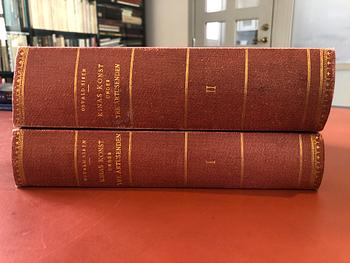 OSVALD SIRÉN
KINAS KONST
UNDER
TRE ÅRTUSENDEN
II
OSVALD SIRÉN
KINAS KONST
UNDER
TRE ÅRTUSENDEN
I